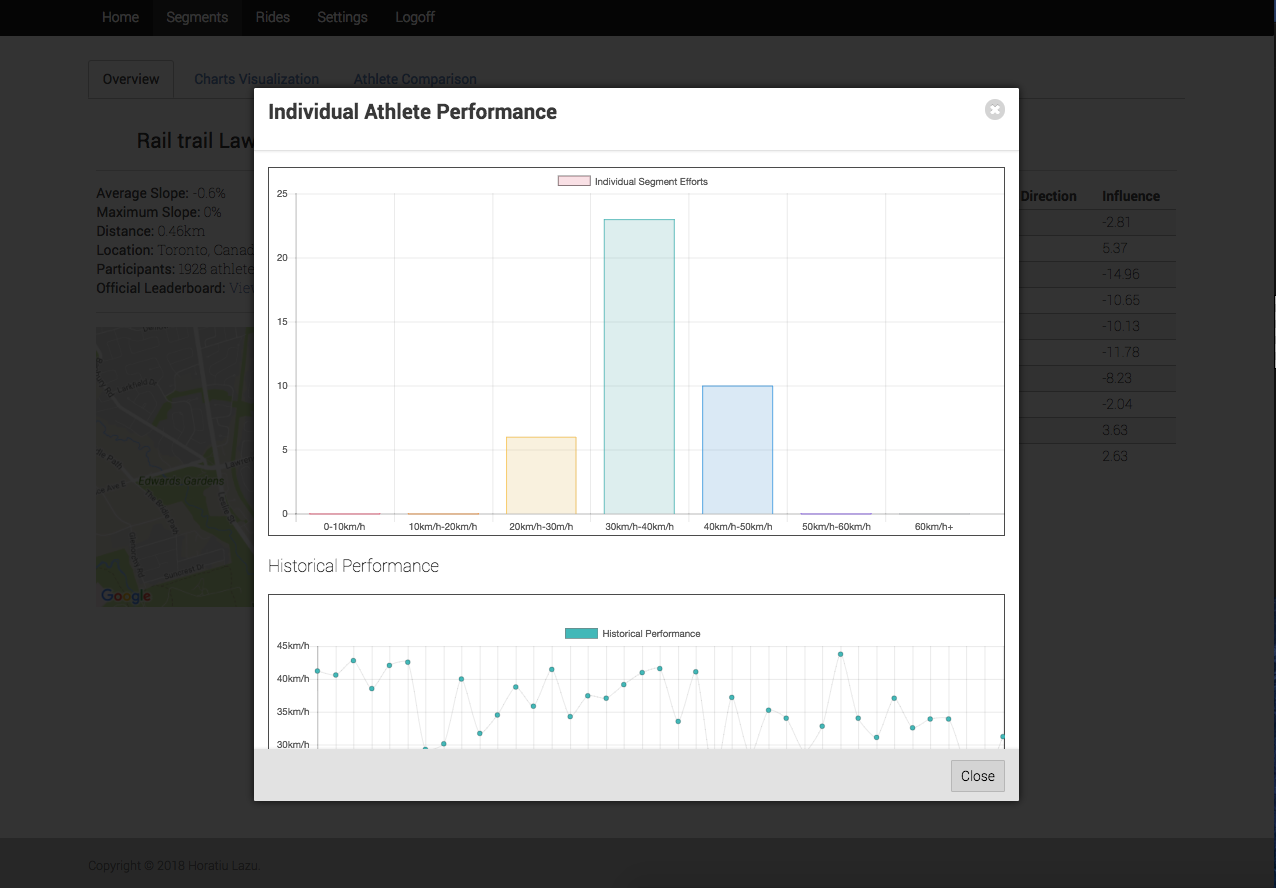 Home Segments Rides Settings Logoff
Overview Charts Visualization Athlete Comparison
Individual Athlete Performance
Rail trail Law
Average Slope: -0.6%
Maximum Slope: 0%
Distance: 0.46km
Location: Toronto, Canad
Participants: 1928 athlete
Official Leaderboard: Vie
Edwards Gardens
Google
Individual Segment Efforts
25
20
15
10
5
0
0-10km/h 10km/h-20km/h 20km/h-30m/h 30km/h-40km/h 40km/h-50km/h 50km/h-60km/h 60km/h+
Historical Performance
Historical Performance
45km/h
40km/h
35km/h
30km/h
Close
Direction Influence
-2.81
5.37
-14.96
-10.65
-10.13
-11.78
-8.23
-2.04
3.63
2.63
Copyright © 2018 Horatiu Lazu.